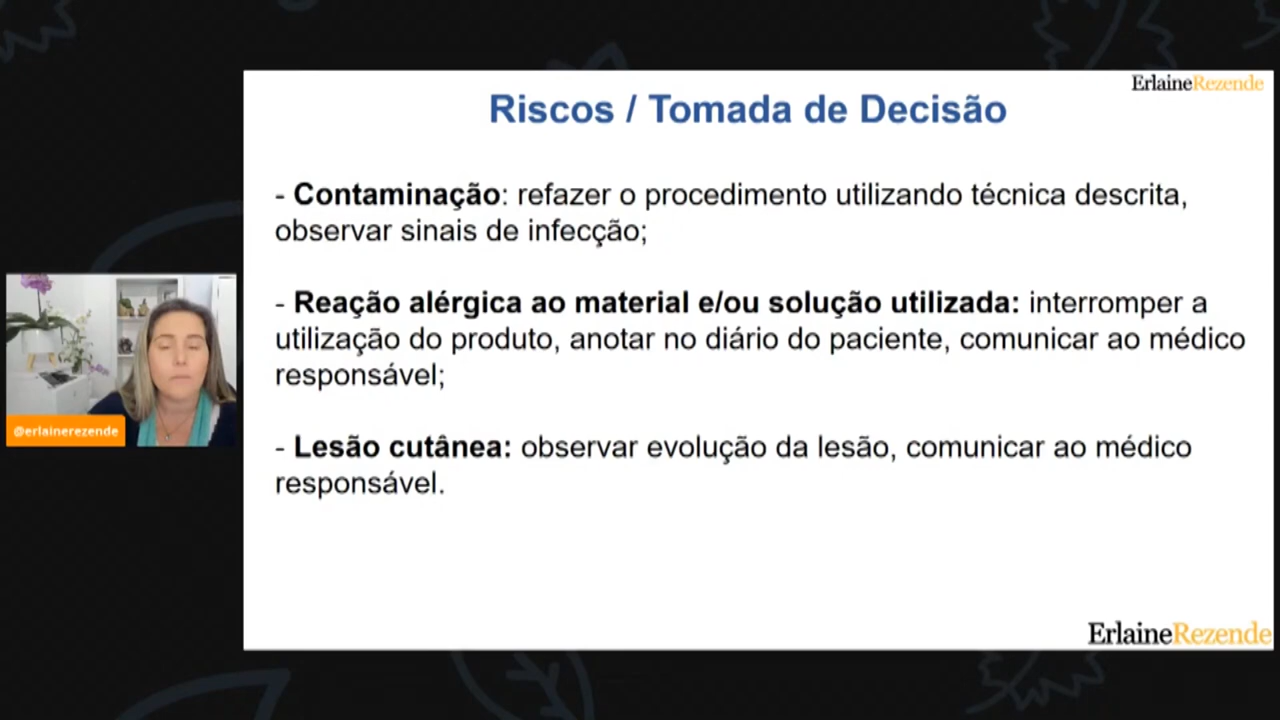 ErlaineRezende
Riscos / Tomada de Decisão
- Contaminação: refazer o procedimento utilizando técnica descrita,
observar sinais de infecção;
- Reação alérgica ao material e/ou solução utilizada: interromper a
utilização do produto, anotar no diário do paciente, comunicar ao médico
responsável;
- Lesão cutânea: observar evolução da lesão, comunicar ao médico
responsável.
@erlainerezende
ErlaineRezende